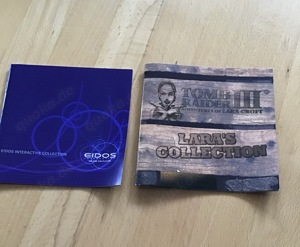 EIDOS INTERACTIVE COLLECTION
EIDOS
TOMB
RAIDER III
ADVENTURES OF LARA CROFT
LARA'S
COLLECTION